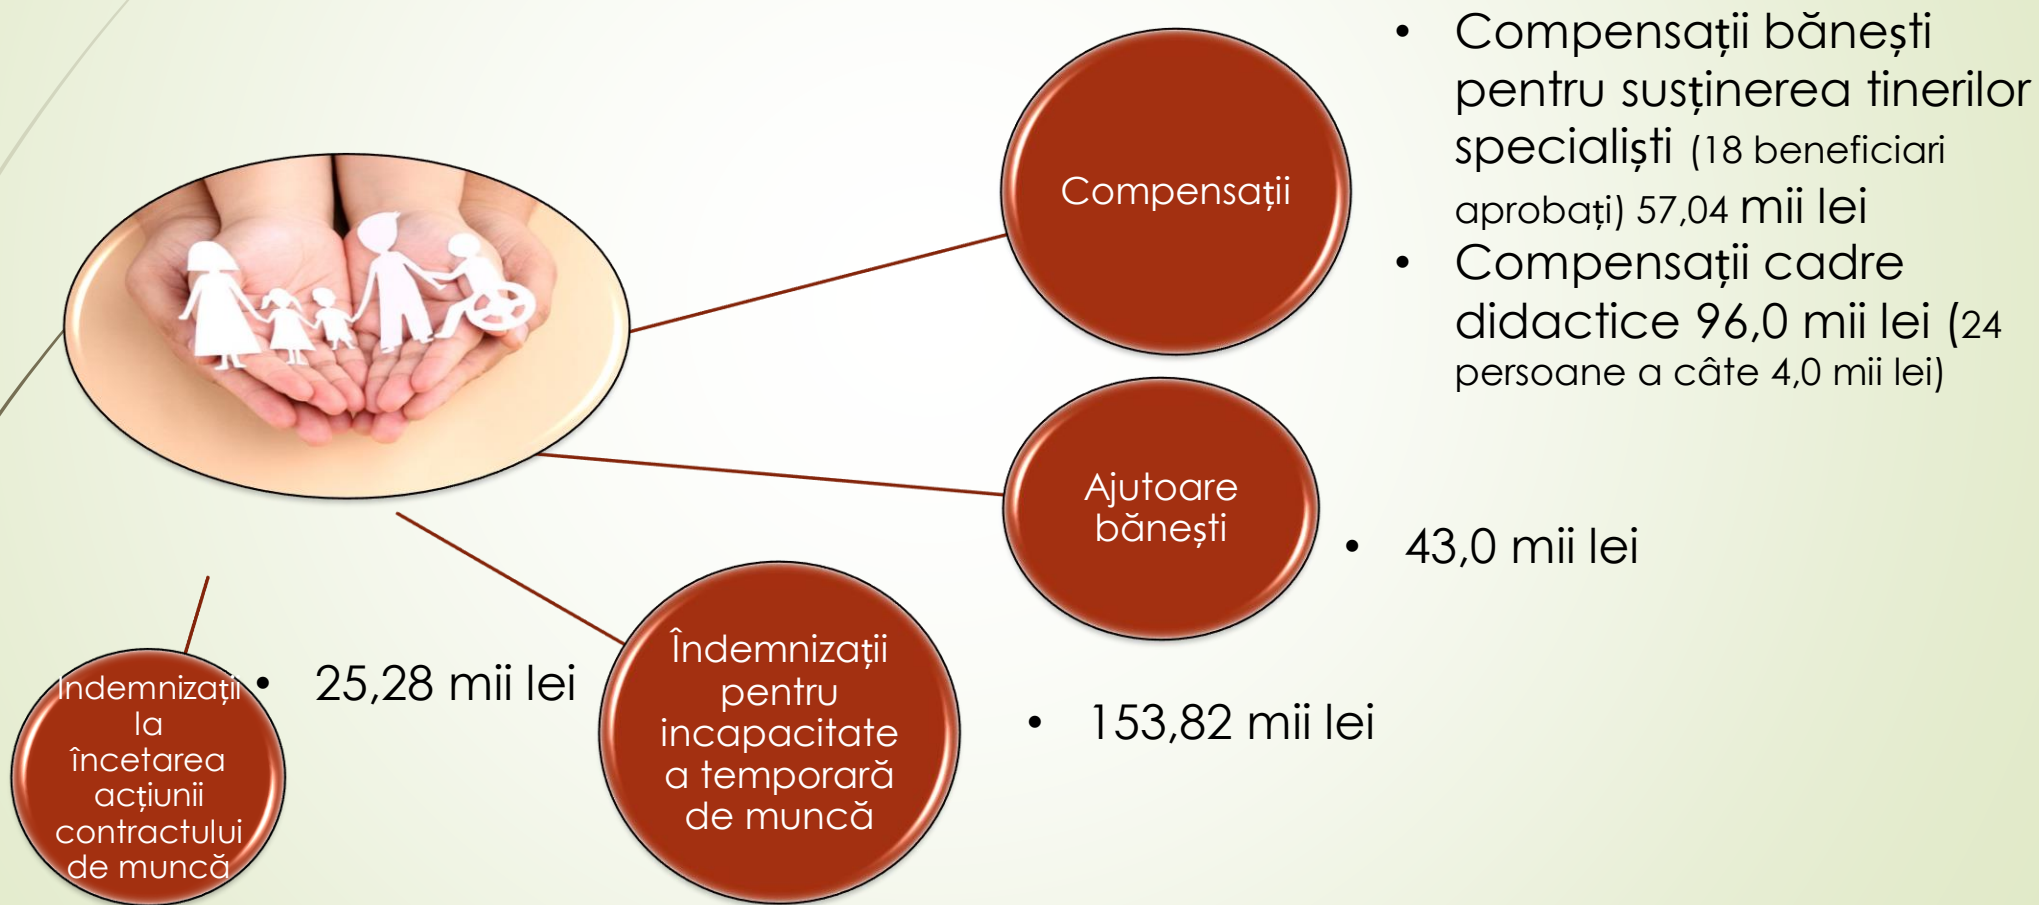 Compensații
• Compensații bănești
pentru susținerea tinerilor
specialiști (18 beneficiari
aprobați) 57,04 mii lei
• Compensații cadre
didactice 96,0 mii lei (24
persoane a câte 4,0 mii lei)
Ajutoare
bănești
• 43,0 mii lei
Îndemnizații
pentru
incapacitate
a temporară
de muncă
• 153,82 mii lei
Indemnizații
la
încetarea
acțiunii
contractului
de muncă
• 25,28 mii lei